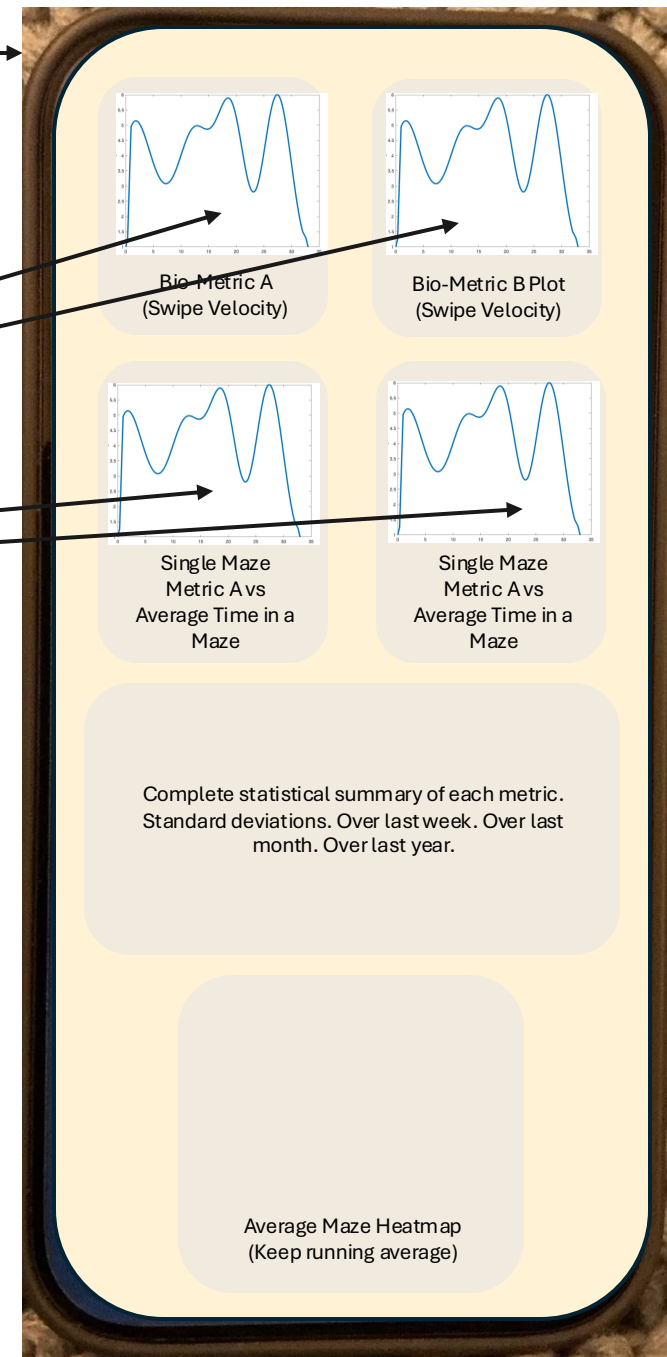 Bio-Metric A
(Swipe Velocity)
Bio-Metric B Plot
(Swipe Velocity)
Single Maze
Metric A vs
Average Time in a
Maze
Single Maze
Metric A vs
Average Time in a
Maze
Complete statistical summary of each metric.
Standard deviations. Over last week. Over last
month. Over last year.
Average Maze Heatmap
(Keep running average)